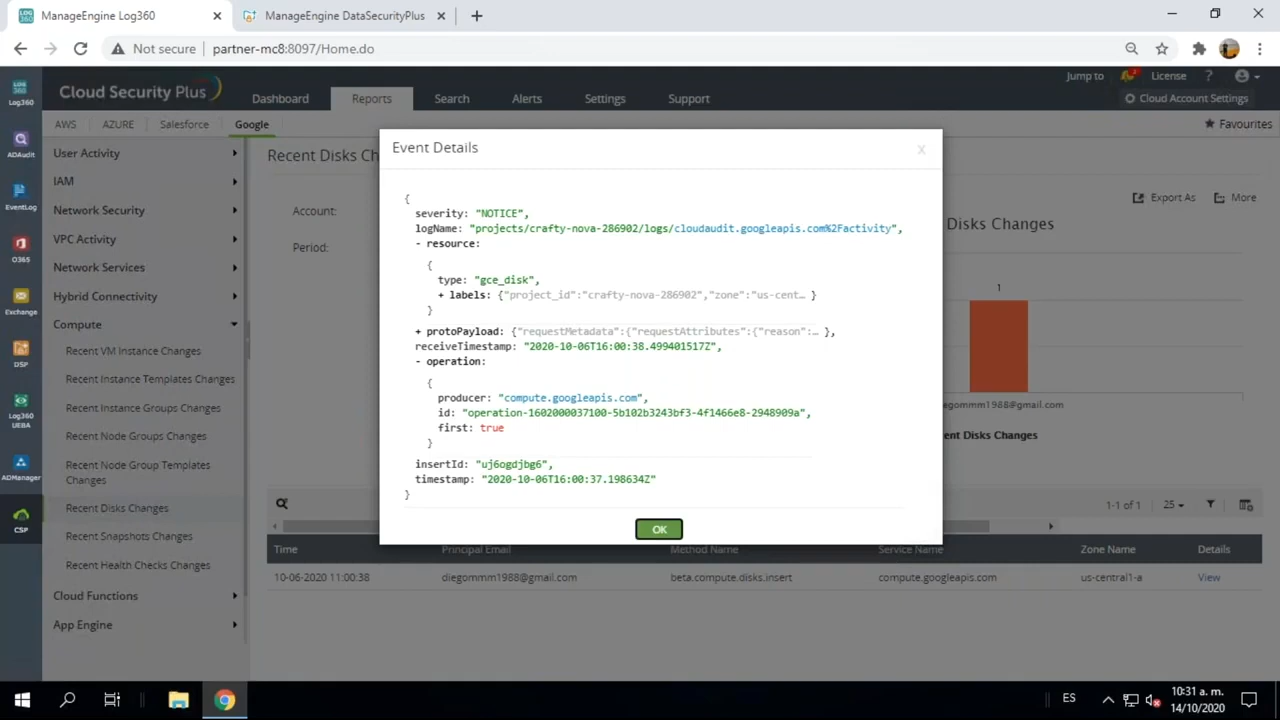 ManageEngine Log360
ManageEngine DataSecurityPlus
Not secure
partner-mc8:8097/Home.do
Log360
ADAudit
EventLog
O365
Exchange
DSP
Log360 UEBA
ADManager
CSP
Cloud Security Plus
Dashboard
Reports
Search
Alerts
Settings
Support
Jump to
License
?
Cloud Account Settings
AWS
AZURE
Salesforce
Google
Favourites
User Activity
IAM
Network Security
VPC Activity
Network Services
Hybrid Connectivity
Compute
Recent VM Instance Changes
Recent Instance Templates Changes
Recent Instance Groups Changes
Recent Node Groups Changes
Recent Node Group Templates
Changes
Recent Disks Changes
Recent Snapshots Changes
Recent Health Checks Changes
Cloud Functions
App Engine
Recent Disks Ch
Account:
Period:
Export As
More
Disks Changes
1
gommm1988@gmail.com
ent Disks Changes
Event Details
x
{
severity: "NOTICE",
logName: "projects/crafty-nova-286902/logs/cloudaudit.googleapis.com%2Factivity",
- resource:
{
type: "gce_disk",
+ labels: {"project_id":"crafty-nova-286902","zone":"us-cent… }
}
+ protoPayload: {"requestMetadata":{"requestAttributes":{"reason":… },
receiveTimestamp: "2020-10-06T16:00:38.499401517Z",
- operation:
{
producer: "compute.googleapis.com",
id: "operation-1602000037100-5b102b3243bf3-4f1466e8-2948909a",
first: true
}
insertId: "uj6ogdjbg6",
timestamp: "2020-10-06T16:00:37.198634Z"
}
OK
1-1 of 1
25
Time
Principal Email
Method Name
Service Name
Zone Name
Details
10-06-2020 11:00:38
diegommm1988@gmail.com
beta.compute.disks.insert
compute.googleapis.com
us-central1-a
View
ES
10:31 a. m.
14/10/2020